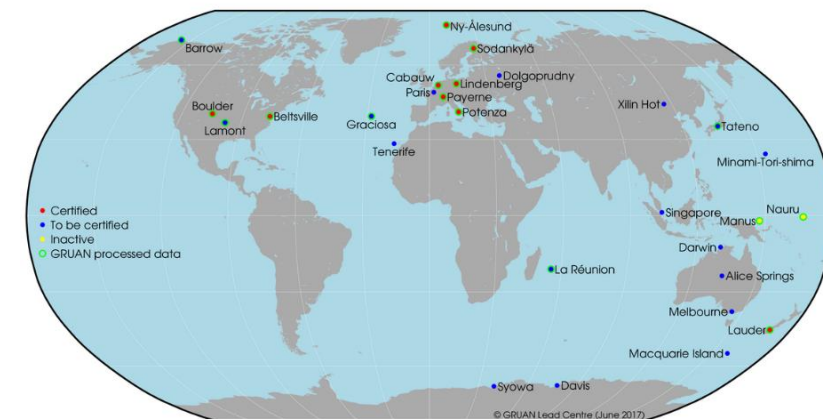 Ny-Ålesund
Barrow
Sodankylä
Cabauw
Lindenberg
Dolgoprudny
Paris
Payerne
Xilin Hot
Boulder
Beltsville
Lamont
Graciosa
Potenza
Tateno
Tenerife
Minami-Tori-shima
Certified
To be certified
Inactive
GRUAN processed data
Singapore
Manus
Nauru
Darwin
La Réunion
Alice Springs
Melbourne
Lauder
Macquarie Island
Syowa
Davis
© GRUAN Lead Centre (June 2017)